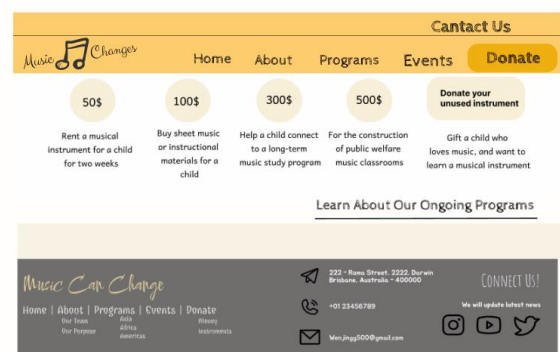 Cantact Us
Music Changes
Home About Programs Events Donate
50$
Rent a musical
instrument for a child
for two weeks
100$
Buy sheet music
or instructional
materials for a
child
300$
Help a child connect
to a long-term
music study program
500$
For the construction
of public welfare
music classrooms
Donate your
unused instrument
Gift a child who
loves music, and want to
learn a musical instrument
Learn About Our Ongoing Programs
Music Can Change
Home | About | Programs | Events | Donate
Our Team
Our Purpose
Asia
Africa
Americas
Money
Instruments
222 - Roma Street, 2222, Darwin
Brisbane, Australia - 400000
+01 23456789
Wenjingy500@gmail.com
Connect Us!
We will update latest news